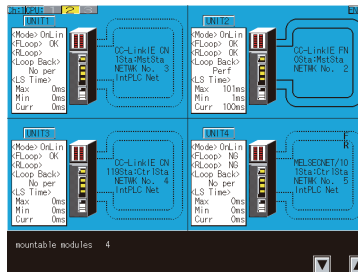 UNIT1
<Mode> OnLin
<FLoop> OK
<RLoop> OK
<Loop Back>
No per
<LS Time>
Max 0ms
Min 0ms
Curr 0ms
CC-LinkIE CN
1Sta:MstSta
NETWK No. 3
IntPLC Net
UNIT2
<Mode> OnLin
<FLoop>
<RLoop>
<Loop Back>
Perf
<LS Time>
Max 101ms
Min 1ms
Curr 100ms
CC-LinkIE FN
0Sta:MstSta
NETWK No. 2
UNIT3
<Mode> OnLin
<FLoop> OK
<RLoop> OK
<Loop Back>
No per
<LS Time>
Max 0ms
Min 0ms
Curr 0ms
CC-LinkIE CN
119Sta:CtrlSta
NETWK No. 4
IntPLC Net
UNIT4
<Mode> OnLin
<FLoop> NG
<RLoop> NG
<Loop Back>
No per
<LS Time>
Max 0ms
Min 0ms
Curr 0ms
F
R
MELSECNET/10
1Sta:CtrlSta
NETWK No. 5
IntPLC Net
mountable modules 4